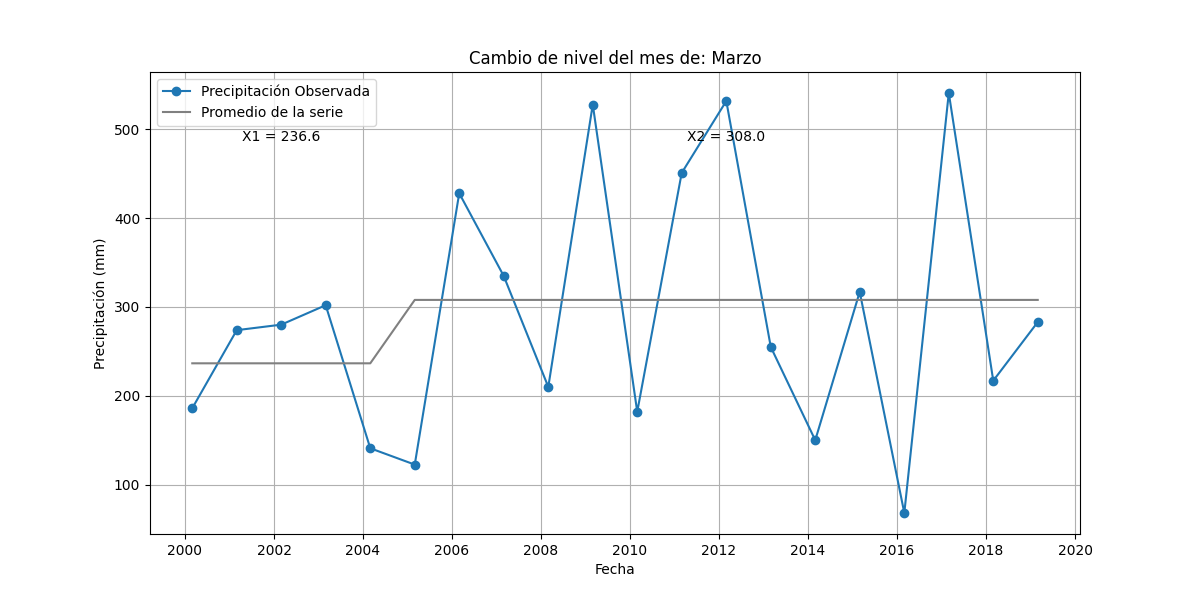 Cambio de nivel del mes de: Marzo
Precipitación Observada
Promedio de la serie
X1 = 236.6
X2 = 308.0
Precipitación (mm)
500
400
300
200
100
2000 2002 2004 2006 2008 2010 2012 2014 2016 2018 2020
Fecha